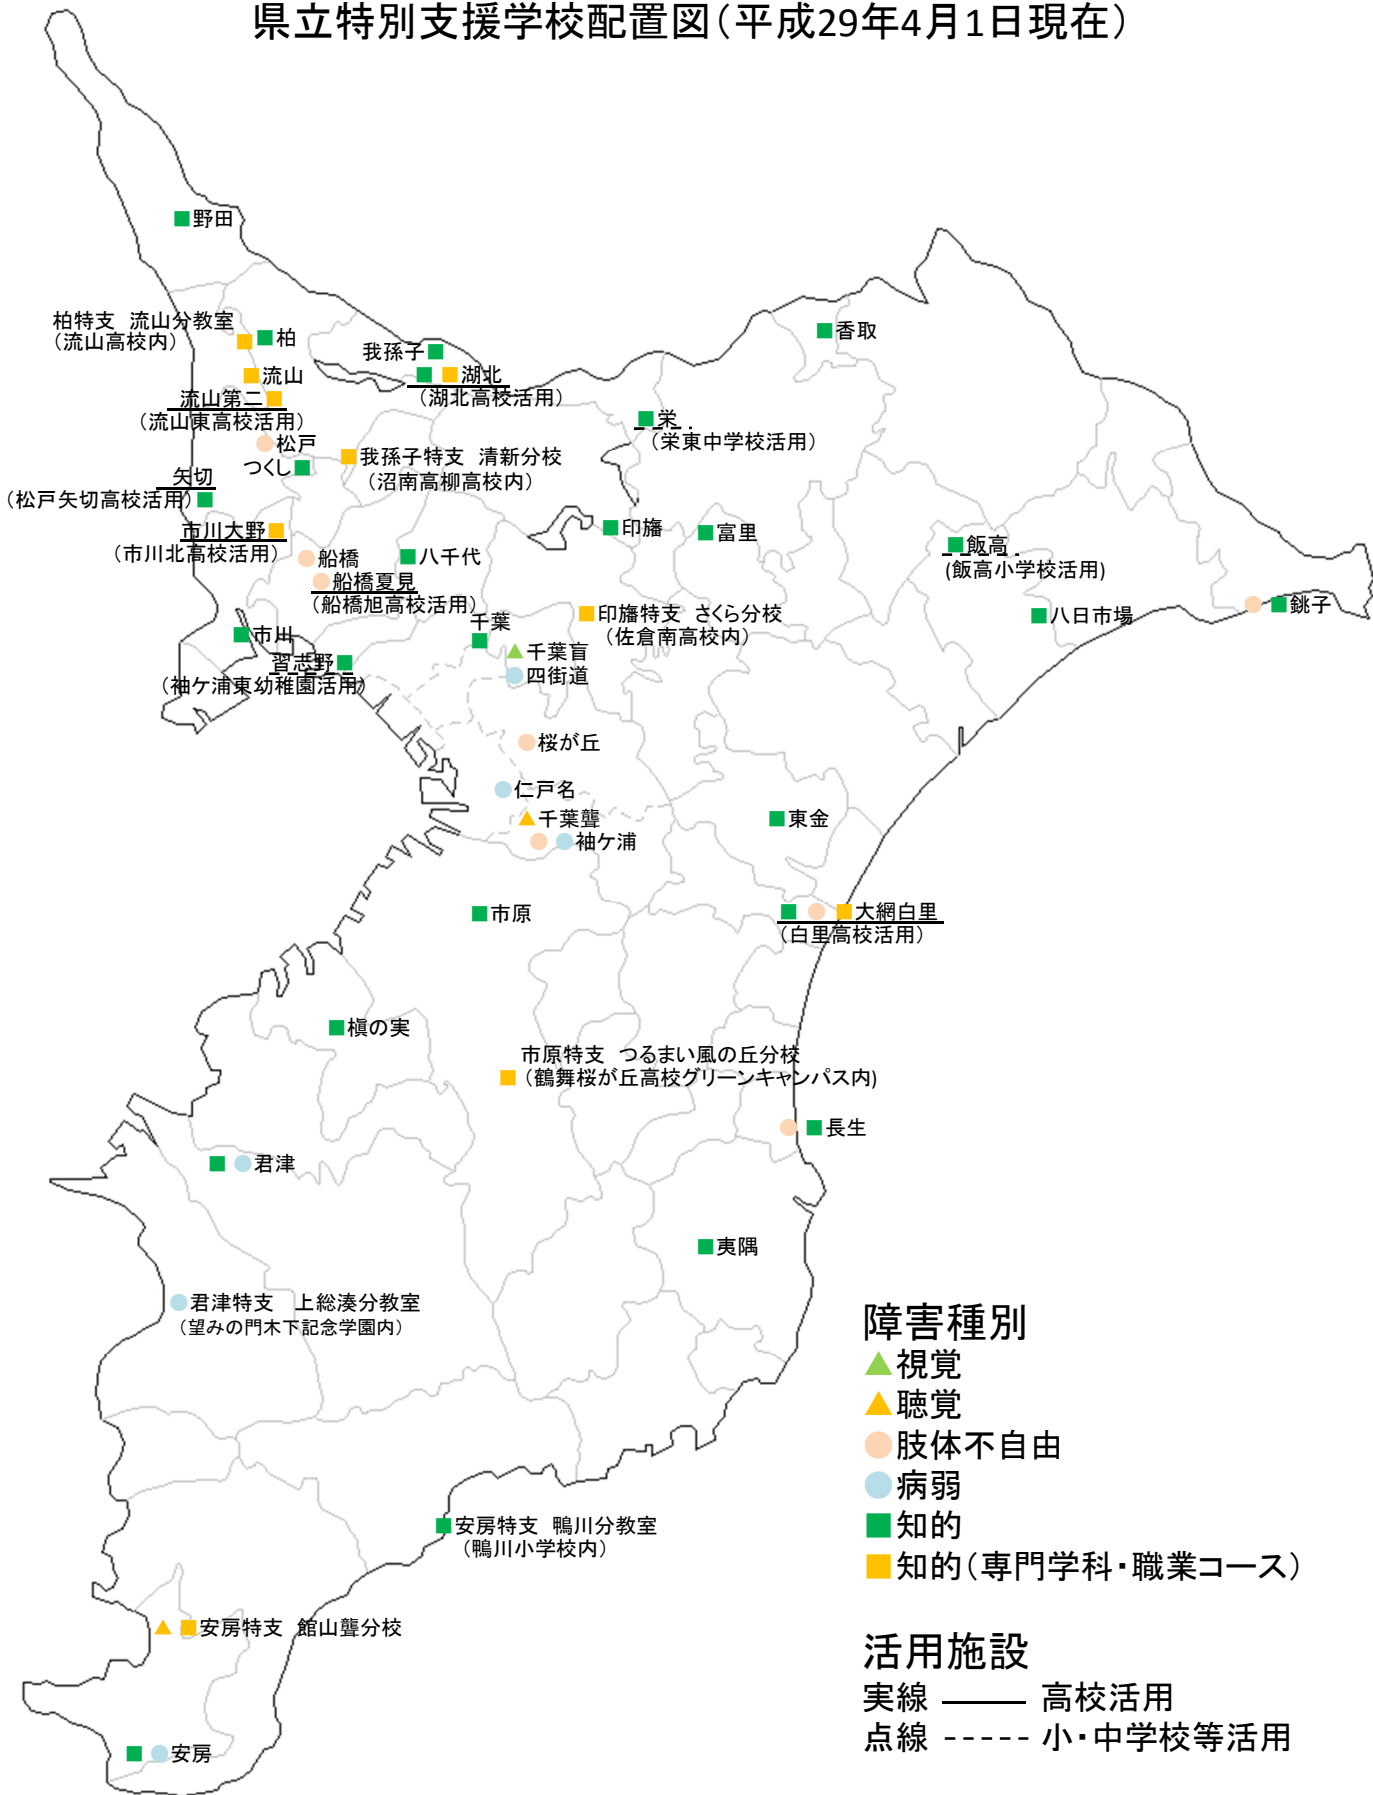 県立特別支援学校配置図（平成29年4月1日現在）
野田
柏特支　流山分教室
（流山高校内）
柏
我孫子
湖北
（湖北高校活用）
香取
流山
流山第二
（流山東高校活用）
松戸
つくし
我孫子特支　清新分校
（沼南高柳高校内）
栄
（栄東中学校活用）
矢切
（松戸矢切高校活用）
市川大野
（市川北高校活用）
船橋
船橋夏見
（船橋旭高校活用）
八千代
印旛
富里
飯高
(飯高小学校活用)
八日市場
銚子
千葉
印旛特支　さくら分校
（佐倉南高校内）
市川
習志野
（袖ケ浦東幼稚園活用）
千葉盲
四街道
桜が丘
仁戸名
千葉聾
袖ケ浦
東金
市原
大網白里
（白里高校活用）
槇の実
市原特支　つるまい風の丘分校
（鶴舞桜が丘高校グリーンキャンパス内)
長生
君津
夷隅
君津特支　上総湊分教室
（望みの門木下記念学園内）
安房特支　鴨川分教室
（鴨川小学校内）
安房特支　館山聾分校
安房
障害種別
視覚
聴覚
肢体不自由
病弱
知的
知的（専門学科・職業コース）
活用施設
実線 ――― 高校活用
点線 ----- 小・中学校等活用